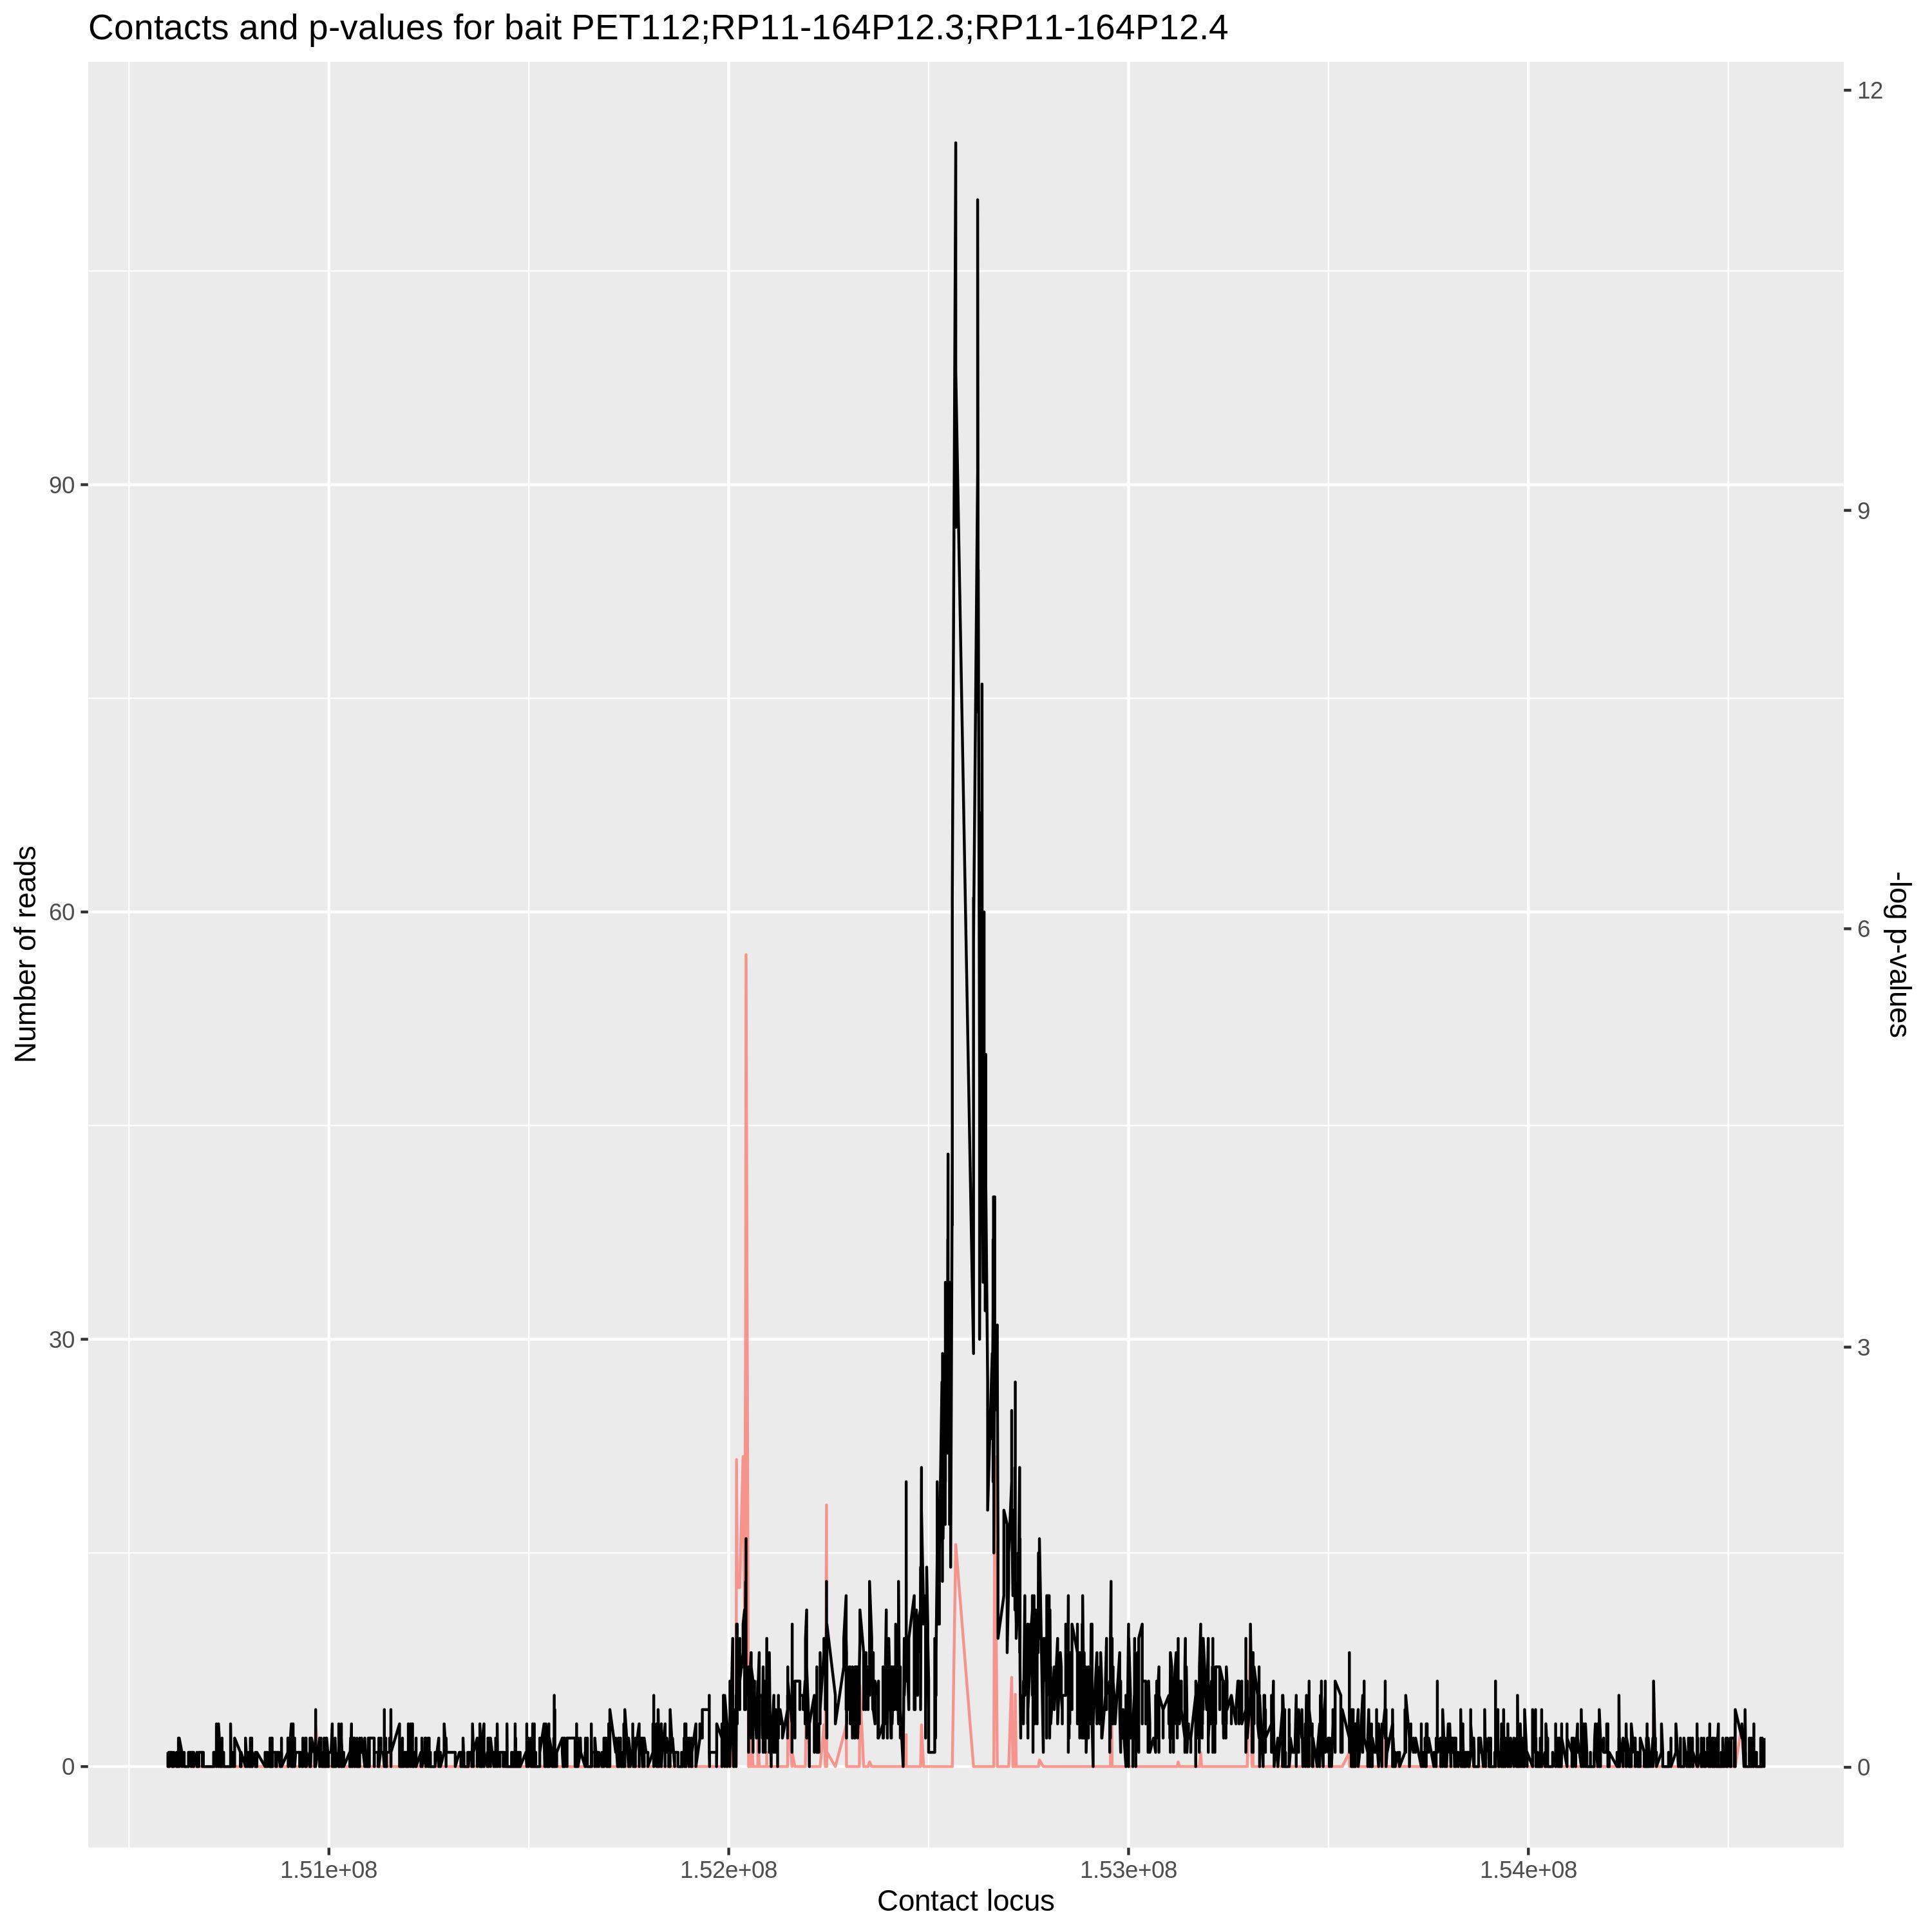 Contacts and p-values for bait PET112;RP11-164P12.3;RP11-164P12.4
12
90
9
60
6
30
3
0
0
Number of reads
-log p-values
1.51e+08
1.52e+08
1.53e+08
1.54e+08
Contact locus